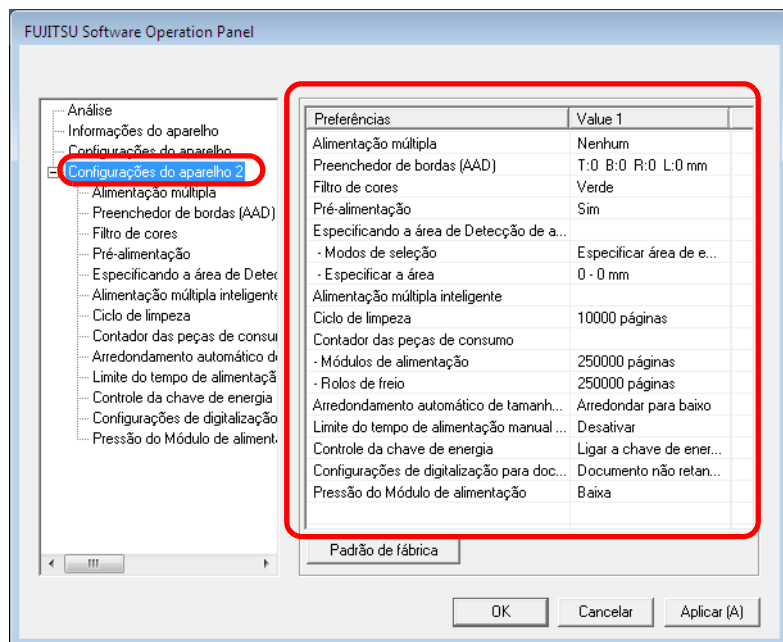 FUJITSU Software Operation Panel
Análise
Informações do aparelho
Configurações do aparelho
Configurações do aparelho 2
Alimentação múltipla
Preenchedor de bordas (AAD)
Filtro de cores
Pré-alimentação
Especificando a área de Detec
Alimentação múltipla inteligente
Ciclo de limpeza
Contador das peças de consu
Arredondamento automático d
Limite do tempo de alimentaçã
Controle da chave de energia
Configurações de digitalização
Pressão do Módulo de aliment
Preferências Value 1
Alimentação múltipla Nenhum
Preenchedor de bordas (AAD) T:0 B:0 R:0 L:0 mm
Filtro de cores Verde
Pré-alimentação Sim
Especificando a área de Detecção de a...
- Modos de seleção Especificar área de e...
- Especificar a área 0 - 0 mm
Alimentação múltipla inteligente
Ciclo de limpeza 10000 páginas
Contador das peças de consumo
- Módulos de alimentação 250000 páginas
- Rolos de freio 250000 páginas
Arredondamento automático de tamanh... Arredondar para baixo
Limite do tempo de alimentação manual ... Desativar
Controle da chave de energia Ligar a chave de ener...
Configurações de digitalização para doc... Documento não retan...
Pressão do Módulo de alimentação Baixa
Padrão de fábrica
OK Cancelar Aplicar (A)